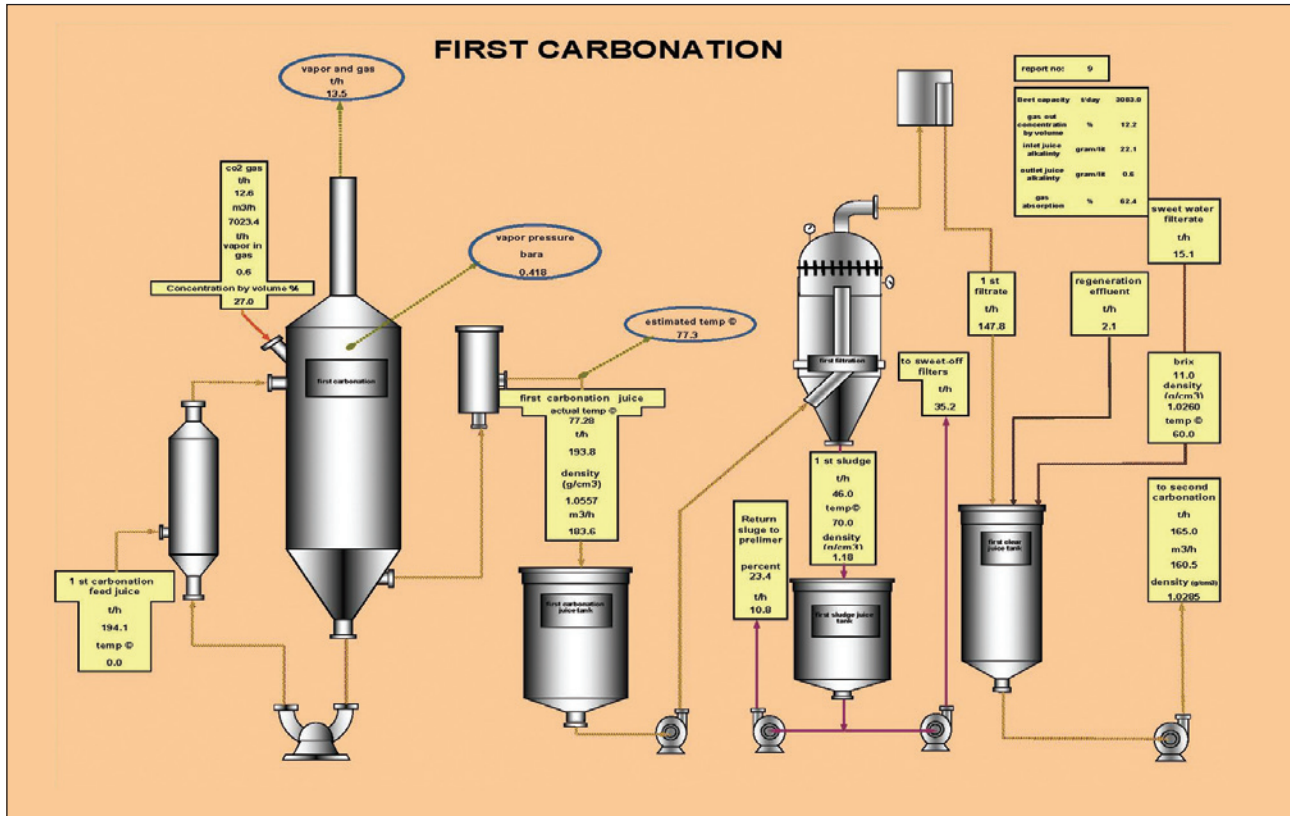 FIRST CARBONATION
vapor and gas
t/h
13.5
report no: 9
Beet capacity t/day 3083.0
gas out
concentratin
by volume
% 12.2
inlet juice
alkalinty
gram/lit 22.1
outlet juice
alkalinty
gram/lit 0.6
gas
absorption
% 62.4
co2 gas
t/h
12.6
m3/h
7023.4
t/h
vapor in
gas
0.6
Concentration by volume %
27.0
vapor pressure
bara
0.418
estimated temp ©
77.3
sweet water
filterate
t/h
15.1
1 st
filtrate
t/h
147.8
regeneration
effluent
t/h
2.1
first carbonation
first filtration
to sweet-off
filters
t/h
35.2
brix
11.0
density
(g/cm3)
1.0260
temp ©
60.0
first carbonation juice
actual temp ©
77.28
t/h
193.8
density
(g/cm3)
1.0557
m3/h
183.6
1 st sludge
t/h
46.0
temp©
70.0
density
(g/cm3)
1.18
Return
sluge to
prelimer
percent
23.4
t/h
10.8
to second
carbonation
t/h
165.0
m3/h
160.5
density (g/cm3)
1.0285
1 st carbonation
feed juice
t/h
194.1
temp ©
0.0
first carbonation
juice tank
first sludge juice
tank
first clear
juice tank